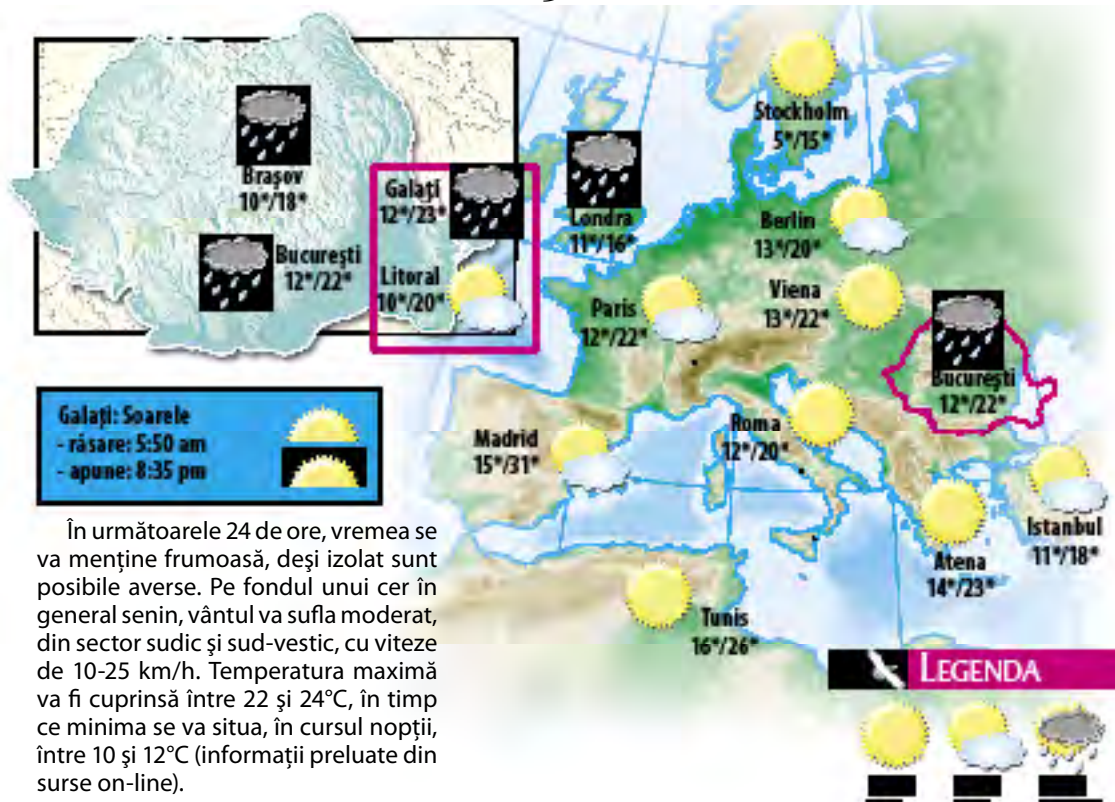 Brașov
10*/18*
București
12*/22*
Galați
12*/23*
Litoral
10*/20*
Stockholm
5*/15*
Londra
11*/16*
Berlin
13*/20*
Paris
12*/22*
Viena
13*/22*
București
12*/22*
Madrid
15*/31*
Roma
12*/20*
Istanbul
11*/18*
Atena
14*/23*
Tunis
16*/26*
Galați: Soarele
- răsare: 5:50 am
- apune: 8:35 pm
În următoarele 24 de ore, vremea se
va menține frumoasă, deşi izolat sunt
posibile averse. Pe fondul unui cer în
general senin, vântul va sufla moderat,
din sector sudic şi sud-vestic, cu viteze
de 10-25 km/h. Temperatura maximă
va fi cuprinsă între 22 şi 24°C, în timp
ce minima se va situa, în cursul nopții,
între 10 şi 12°C (informații preluate din
surse on-line).
LEGENDA